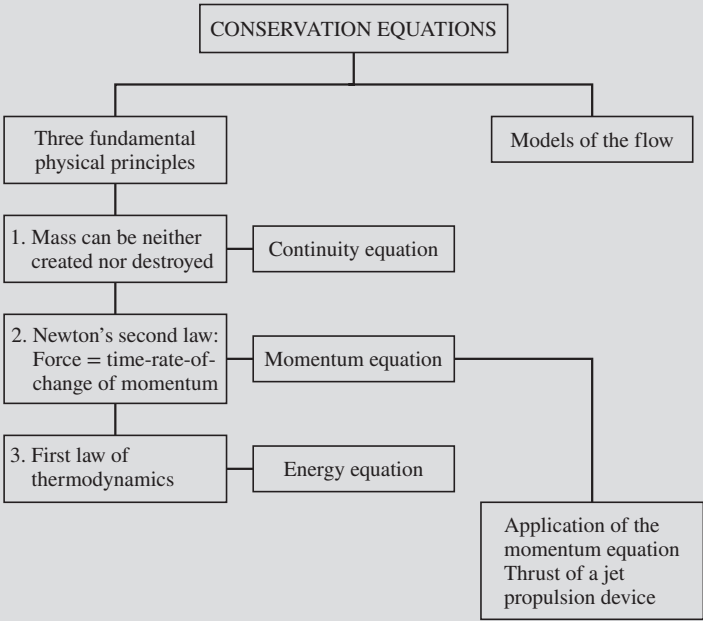 CONSERVATION EQUATIONS
Three fundamental
physical principles
Models of the flow
1. Mass can be neither
created nor destroyed
Continuity equation
2. Newton’s second law:
Force = time-rate-of-
change of momentum
Momentum equation
3. First law of
thermodynamics
Energy equation
Application of the
momentum equation
Thrust of a jet
propulsion device